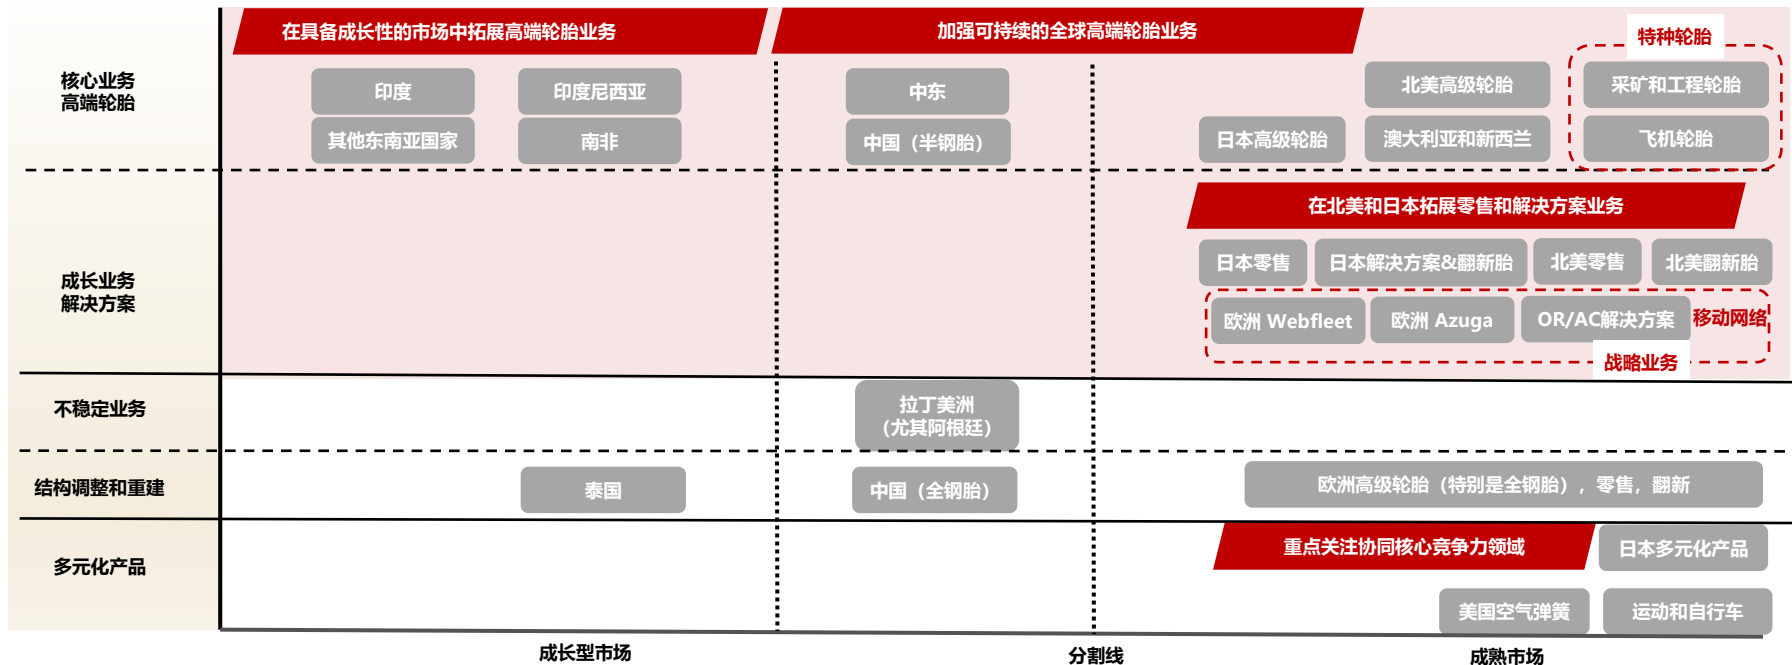 在具备成长性的市场中拓展高端轮胎业务
加强可持续的全球高端轮胎业务
特种轮胎
核心业务
高端轮胎
印度
印度尼西亚
中东
北美高级轮胎
采矿和工程轮胎
其他东南亚国家
南非
中国（半钢胎）
日本高级轮胎
澳大利亚和新西兰
飞机轮胎
在北美和日本拓展零售和解决方案业务
成长业务
解决方案
日本零售
日本解决方案&翻新胎
北美零售
北美翻新胎
欧洲 Webfleet
欧洲 Azuga
OR/AC解决方案
移动网络
战略业务
不稳定业务
拉丁美洲
（尤其阿根廷）
结构调整和重建
泰国
中国（全钢胎）
欧洲高级轮胎（特别是全钢胎），零售，翻新
多元化产品
重点关注协同核心竞争力领域
日本多元化产品
美国空气弹簧
运动和自行车
成长型市场
分割线
成熟市场